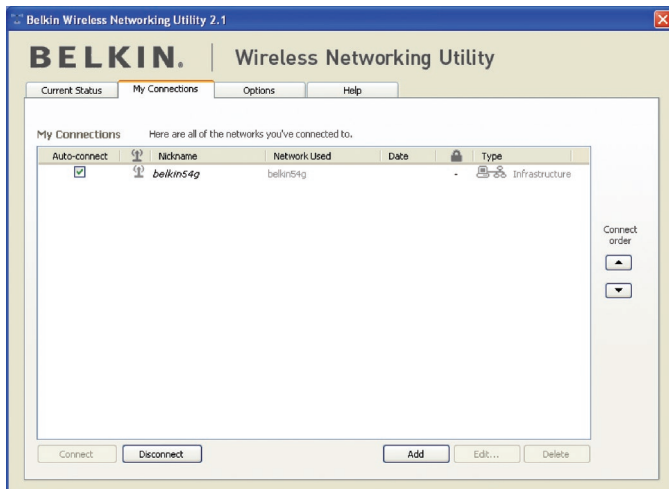 Belkin Wireless Networking Utility 2.1
BELKIN. Wireless Networking Utility
Current Status My Connections Options Help
My Connections Here are all of the networks you've connected to.
Auto-connect Nickname Network Used Date Type
belkin54g belkin54g - Infrastructure
Connect
order
Connect Disconnect Add Edit... Delete